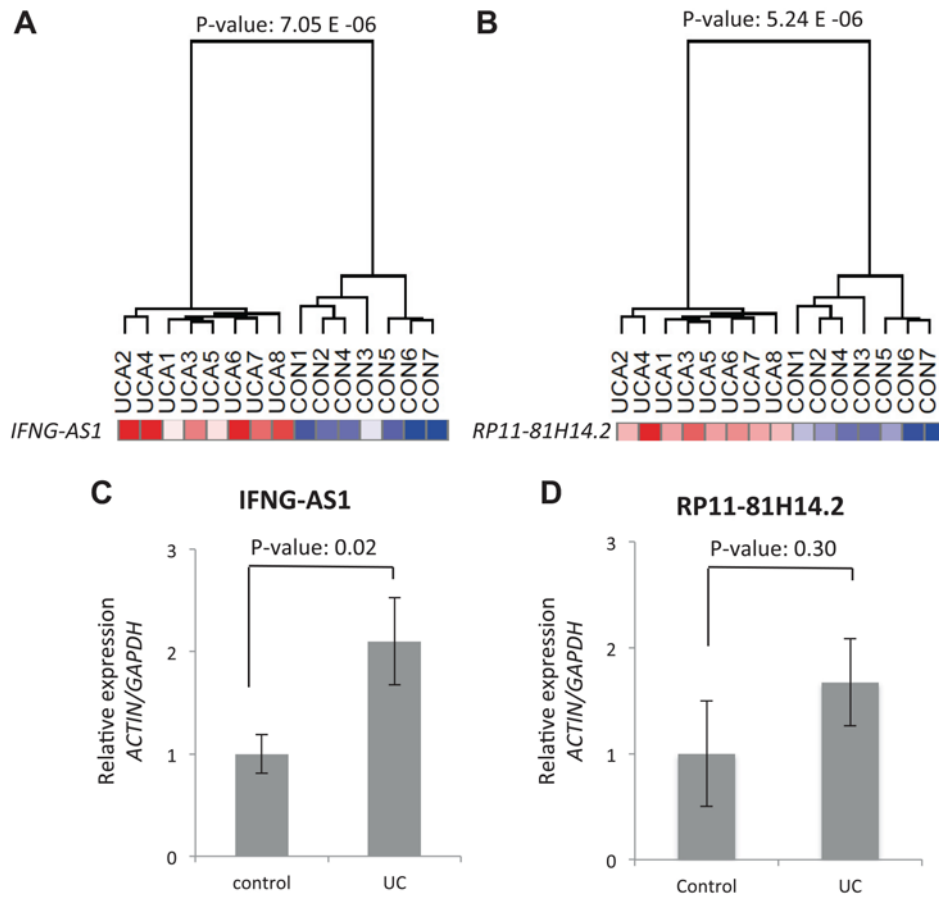 A
P-value: 7.05 E -06
UCA2 UCA4 UCA1 UCA3 UCA5 UCA6 UCA7 UCA8 CON1 CON2 CON4 CON3 CON5 CON6 CON7
IFNG-AS1
B
P-value: 5.24 E -06
UCA2 UCA4 UCA1 UCA3 UCA5 UCA6 UCA7 UCA8 CON1 CON2 CON4 CON3 CON5 CON6 CON7
RP11-81H14.2
C
IFNG-AS1
P-value: 0.02
Relative expression
ACTIN/GAPDH
3
2
1
0
control UC
D
RP11-81H14.2
P-value: 0.30
Relative expression
ACTIN/GAPDH
3
2
1
0
Control UC